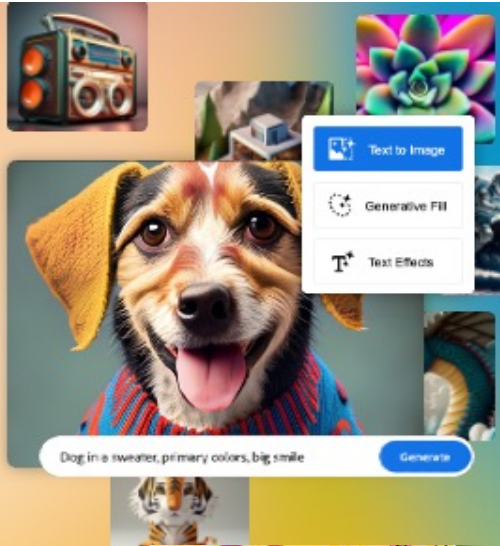 Text to Image
Generative Fill
Text Effects
Dog in a sweater, primary colors, big smile
Generate